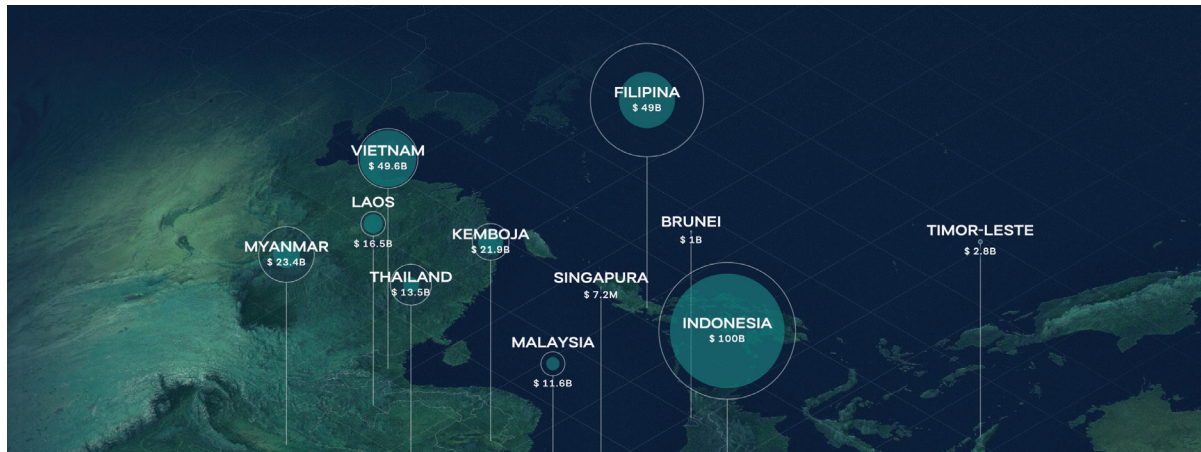 FILIPINA
$ 49B
VIETNAM
$ 49.6B
LAOS
$ 16.5B
MYANMAR
$ 23.4B
KEMBOJA
$ 21.9B
THAILAND
$ 13.5B
BRUNEI
$ 1B
TIMOR-LESTE
$ 2.8B
SINGAPURA
$ 7.2M
INDONESIA
$ 100B
MALAYSIA
$ 11.6B